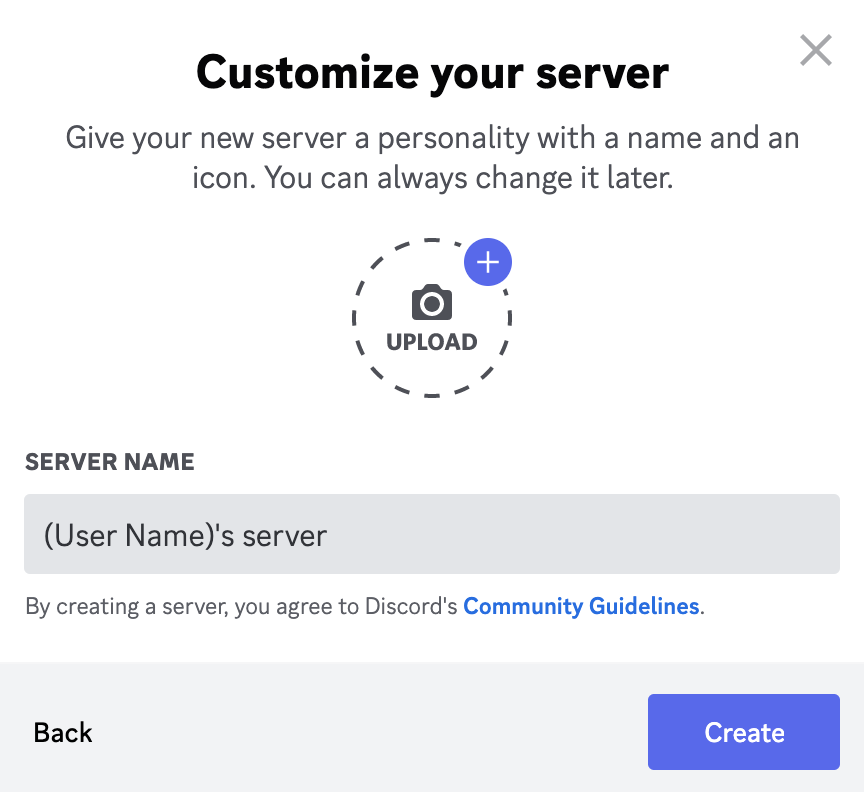 Customize your server
Give your new server a personality with a name and an
icon. You can always change it later.
UPLOAD
SERVER NAME
(User Name)'s server
By creating a server, you agree to Discord's Community Guidelines.
Back
Create